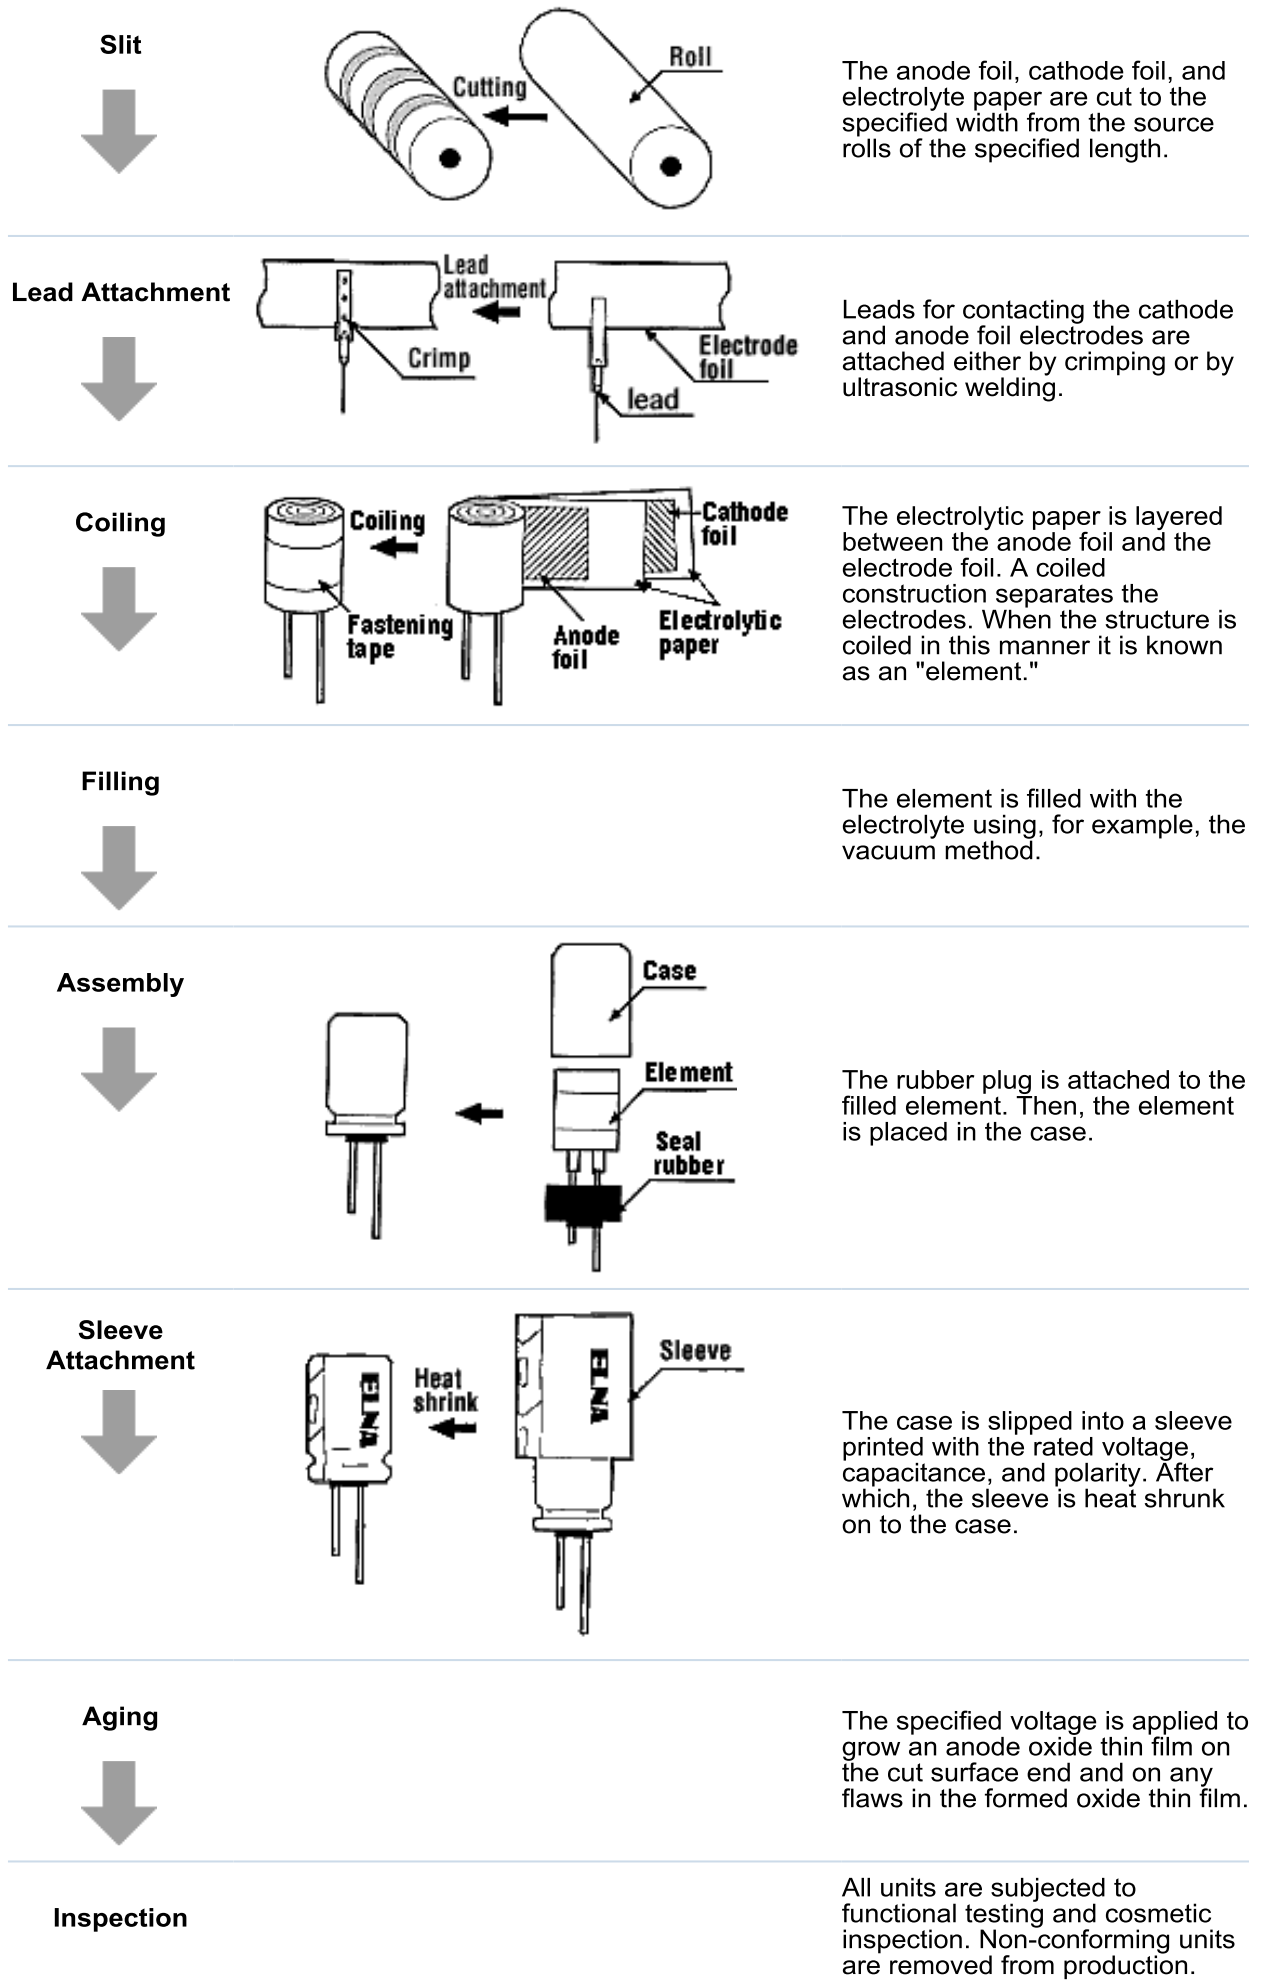 Slit
Cutting
Roll
The anode foil, cathode foil, and
electrolyte paper are cut to the
specified width from the source
rolls of the specified length.
Lead Attachment
Lead
attachment
Crimp
Electrode
foil
lead
Leads for contacting the cathode
and anode foil electrodes are
attached either by crimping or by
ultrasonic welding.
Coiling
Coiling
Fastening
tape
Cathode
foil
Anode
foil
Electrolytic
paper
The electrolytic paper is layered
between the anode foil and the
electrode foil. A coiled
construction separates the
electrodes. When the structure is
coiled in this manner it is known
as an "element."
Filling
The element is filled with the
electrolyte using, for example, the
vacuum method.
Assembly
Case
Element
Seal
rubber
The rubber plug is attached to the
filled element. Then, the element
is placed in the case.
Sleeve
Attachment
ELNA
Heat
shrink
ELNA
Sleeve
The case is slipped into a sleeve
printed with the rated voltage,
capacitance, and polarity. After
which, the sleeve is heat shrunk
on to the case.
Aging
The specified voltage is applied to
grow an anode oxide thin film on
the cut surface end and on any
flaws in the formed oxide thin film.
Inspection
All units are subjected to
functional testing and cosmetic
inspection. Non-conforming units
are removed from production.